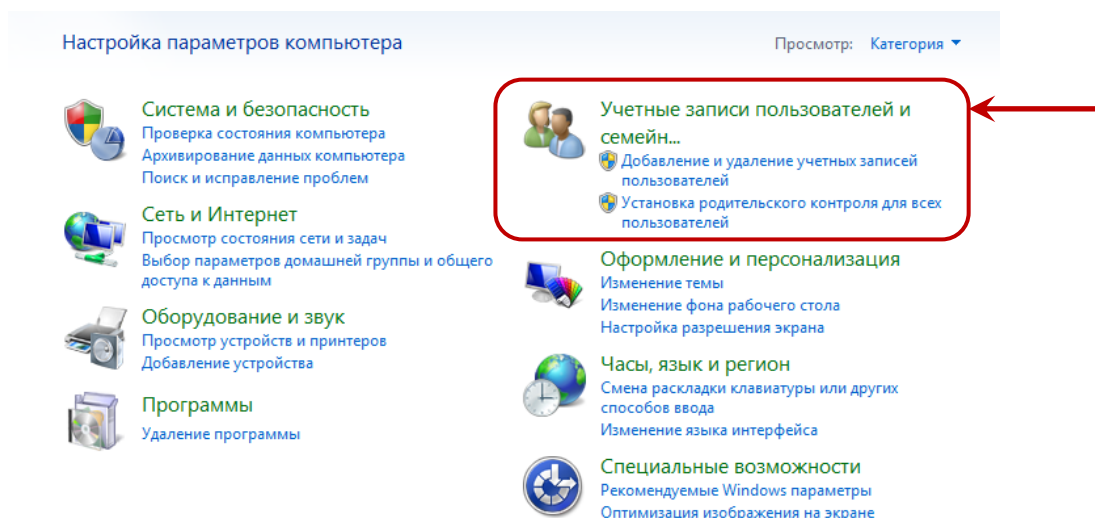 Настройка параметров компьютера
Просмотр: Категория
Система и безопасность
Проверка состояния компьютера
Архивирование данных компьютера
Поиск и исправление проблем
Сеть и Интернет
Просмотр состояния сети и задач
Выбор параметров домашней группы и общего
доступа к данным
Оборудование и звук
Просмотр устройств и принтеров
Добавление устройства
Программы
Удаление программы
Учетные записи пользователей и
семейн...
Добавление и удаление учетных записей
пользователей
Установка родительского контроля для всех
пользователей
Оформление и персонализация
Изменение темы
Изменение фона рабочего стола
Настройка разрешения экрана
Часы, язык и регион
Смена раскладки клавиатуры или других
способов ввода
Изменение языка интерфейса
Специальные возможности
Рекомендуемые Windows параметры
Оптимизация изображения на экране